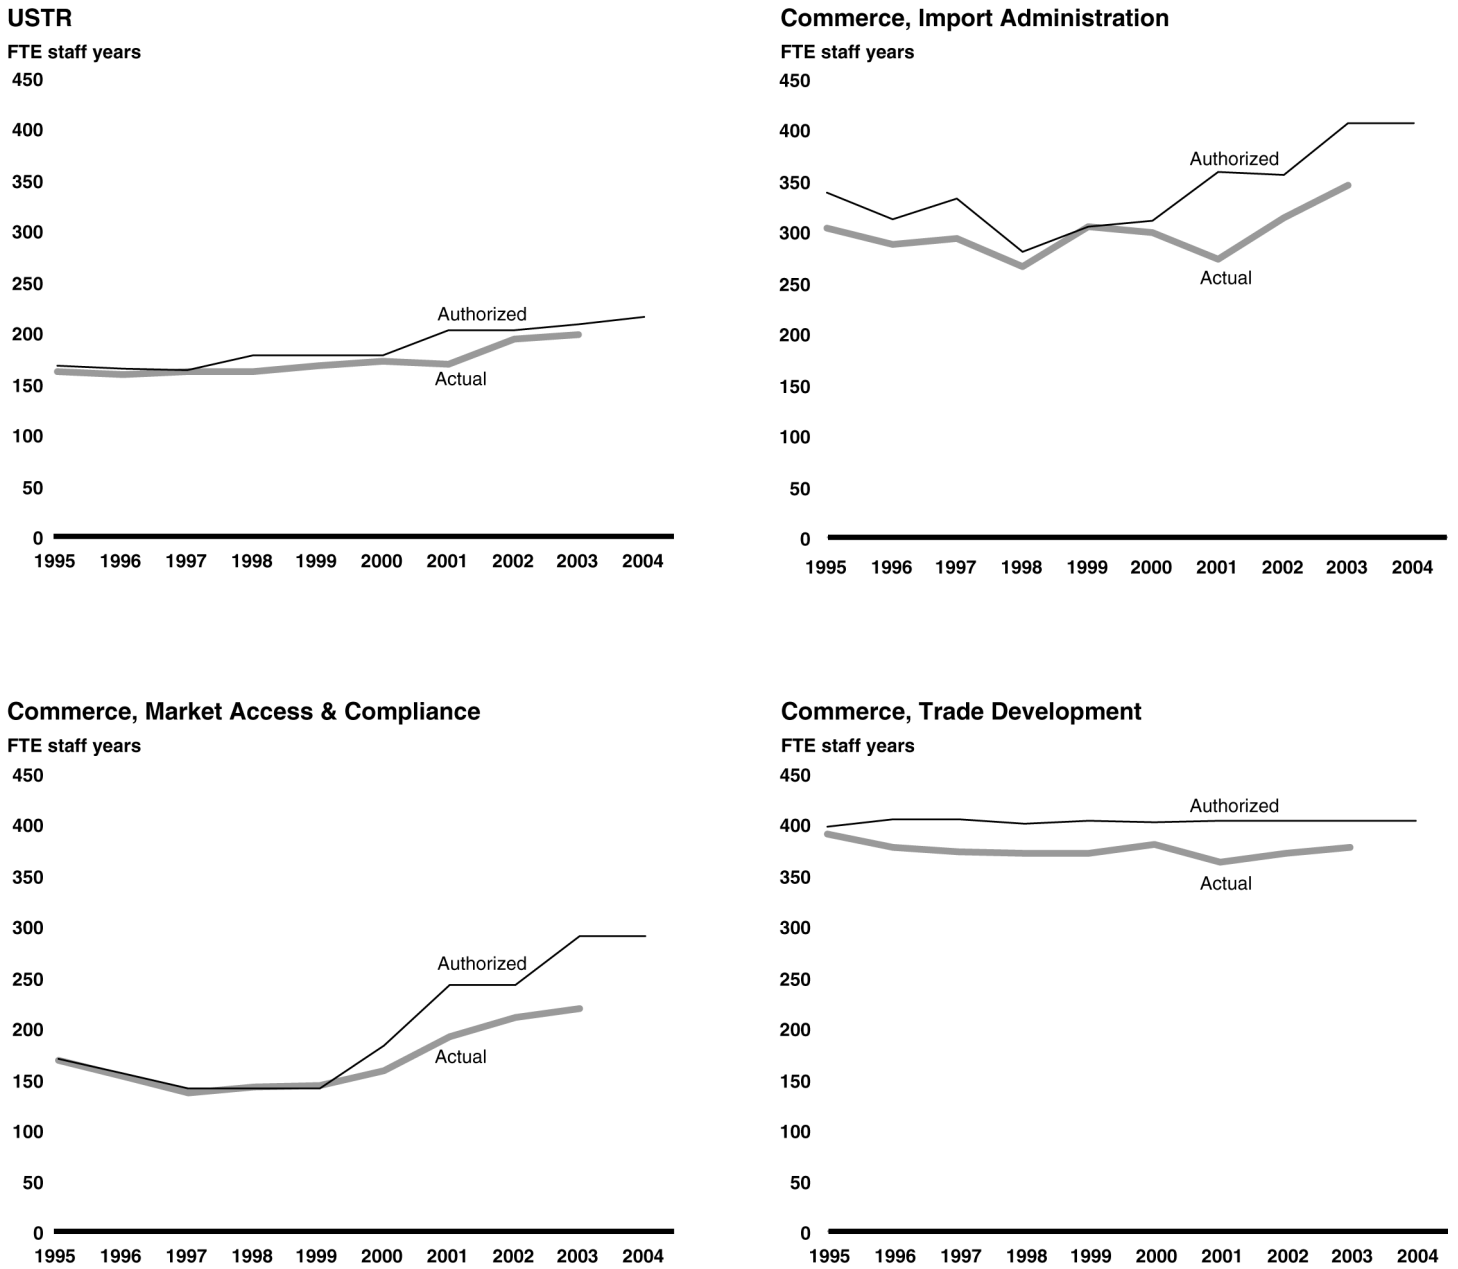 USTR
FTE staff years
450
400
350
300
250
200
150
100
50
0
Authorized
Actual
1995 1996 1997 1998 1999 2000 2001 2002 2003 2004
Commerce, Import Administration
FTE staff years
450
400
350
300
250
200
150
100
50
0
Authorized
Actual
1995 1996 1997 1998 1999 2000 2001 2002 2003 2004
Commerce, Market Access & Compliance
FTE staff years
450
400
350
300
250
200
150
100
50
0
Authorized
Actual
1995 1996 1997 1998 1999 2000 2001 2002 2003 2004
Commerce, Trade Development
FTE staff years
450
400
350
300
250
200
150
100
50
0
Authorized
Actual
1995 1996 1997 1998 1999 2000 2001 2002 2003 2004